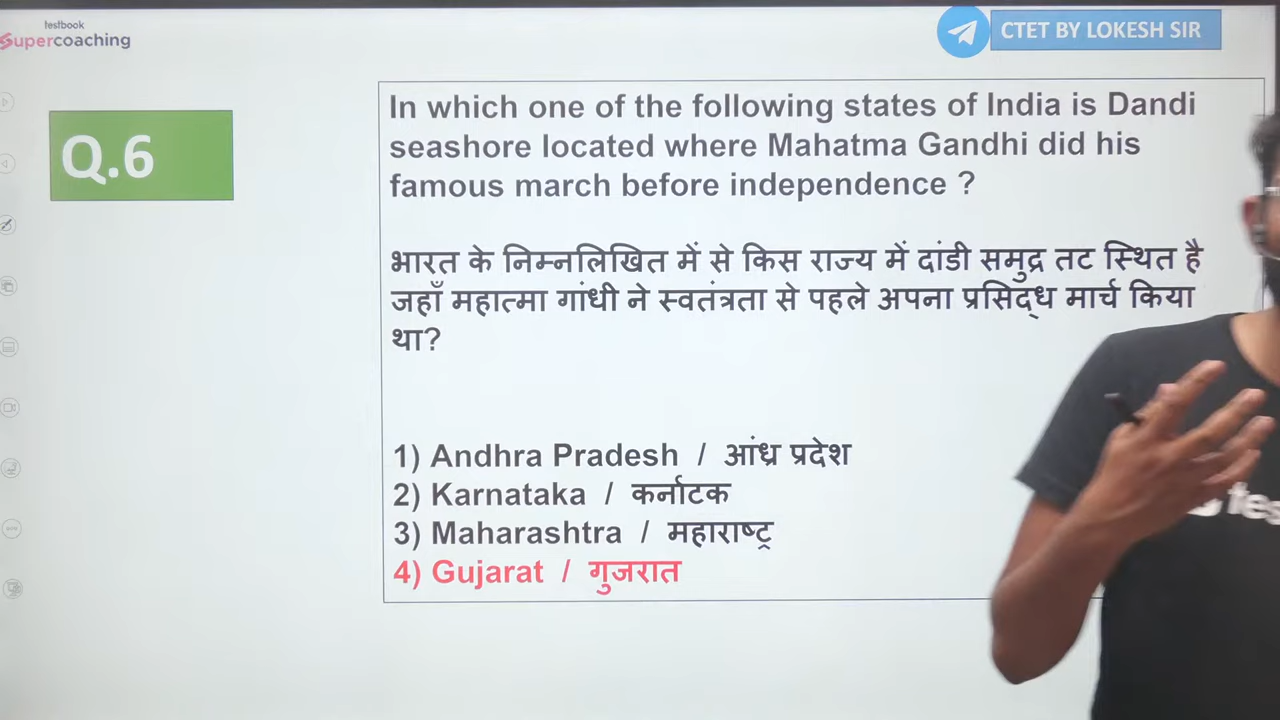 testbook
Supercoaching
CTET BY LOKESH SIR
Q.6
In which one of the following states of India is Dandi
seashore located where Mahatma Gandhi did his
famous march before independence ?
भारत के निम्नलिखित में से किस राज्य में दांडी समुद्र तट स्थित है
जहाँ महात्मा गांधी ने स्वतंत्रता से पहले अपना प्रसिद्ध मार्च किया
था?
1) Andhra Pradesh / आंध्र प्रदेश
2) Karnataka / कर्नाटक
3) Maharashtra / महाराष्ट्र
4) Gujarat / गुजरात